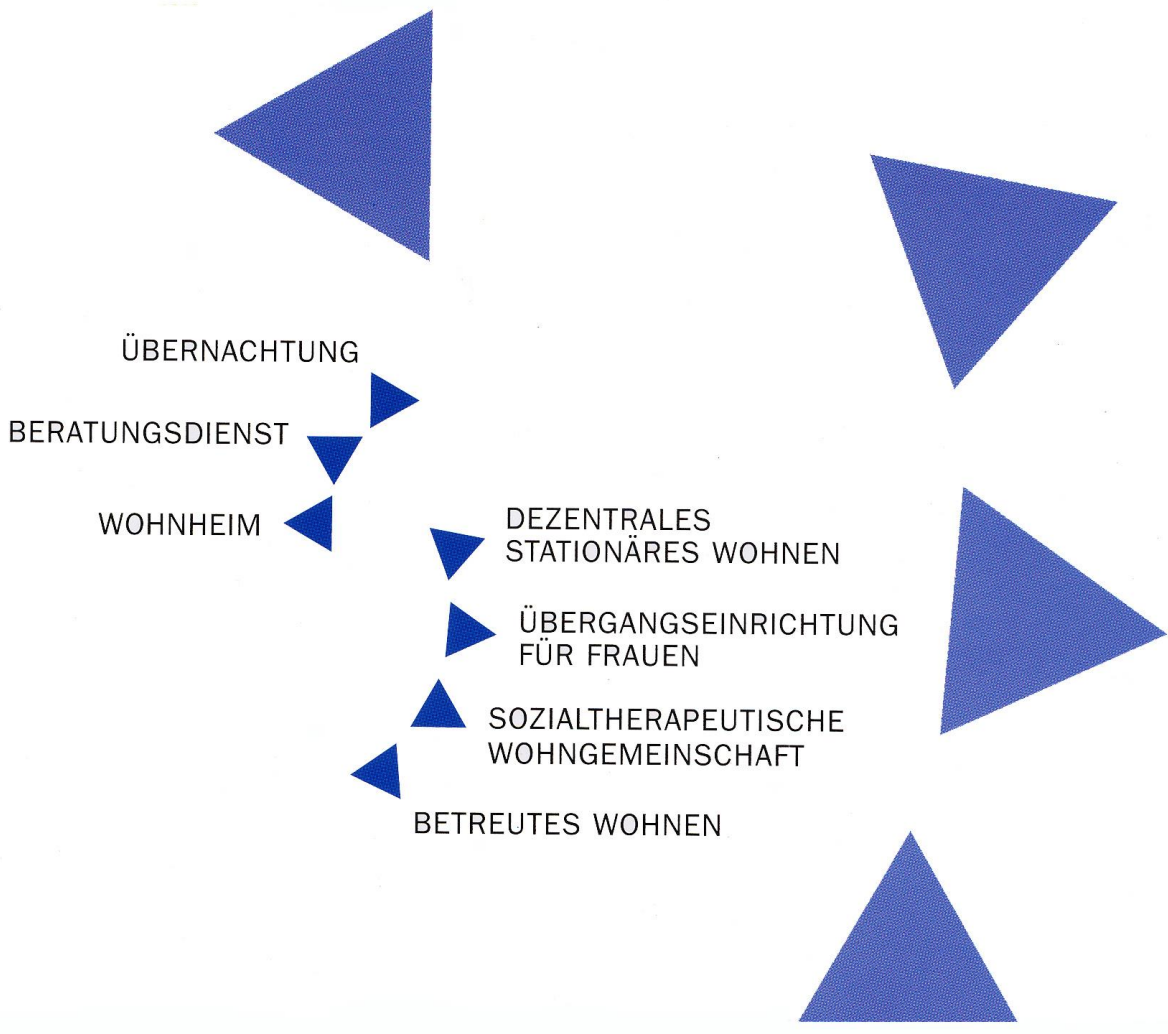 ÜBERNACHTUNG
BERATUNGSDIENST
WOHNHEIM
DEZENTRALES
STATIONÄRES WOHNEN
ÜBERGANGSEINRICHTUNG
FÜR FRAUEN
SOZIALTHERAPEUTISCHE
WOHNGEMEINSCHAFT
BETREUTES WOHNEN